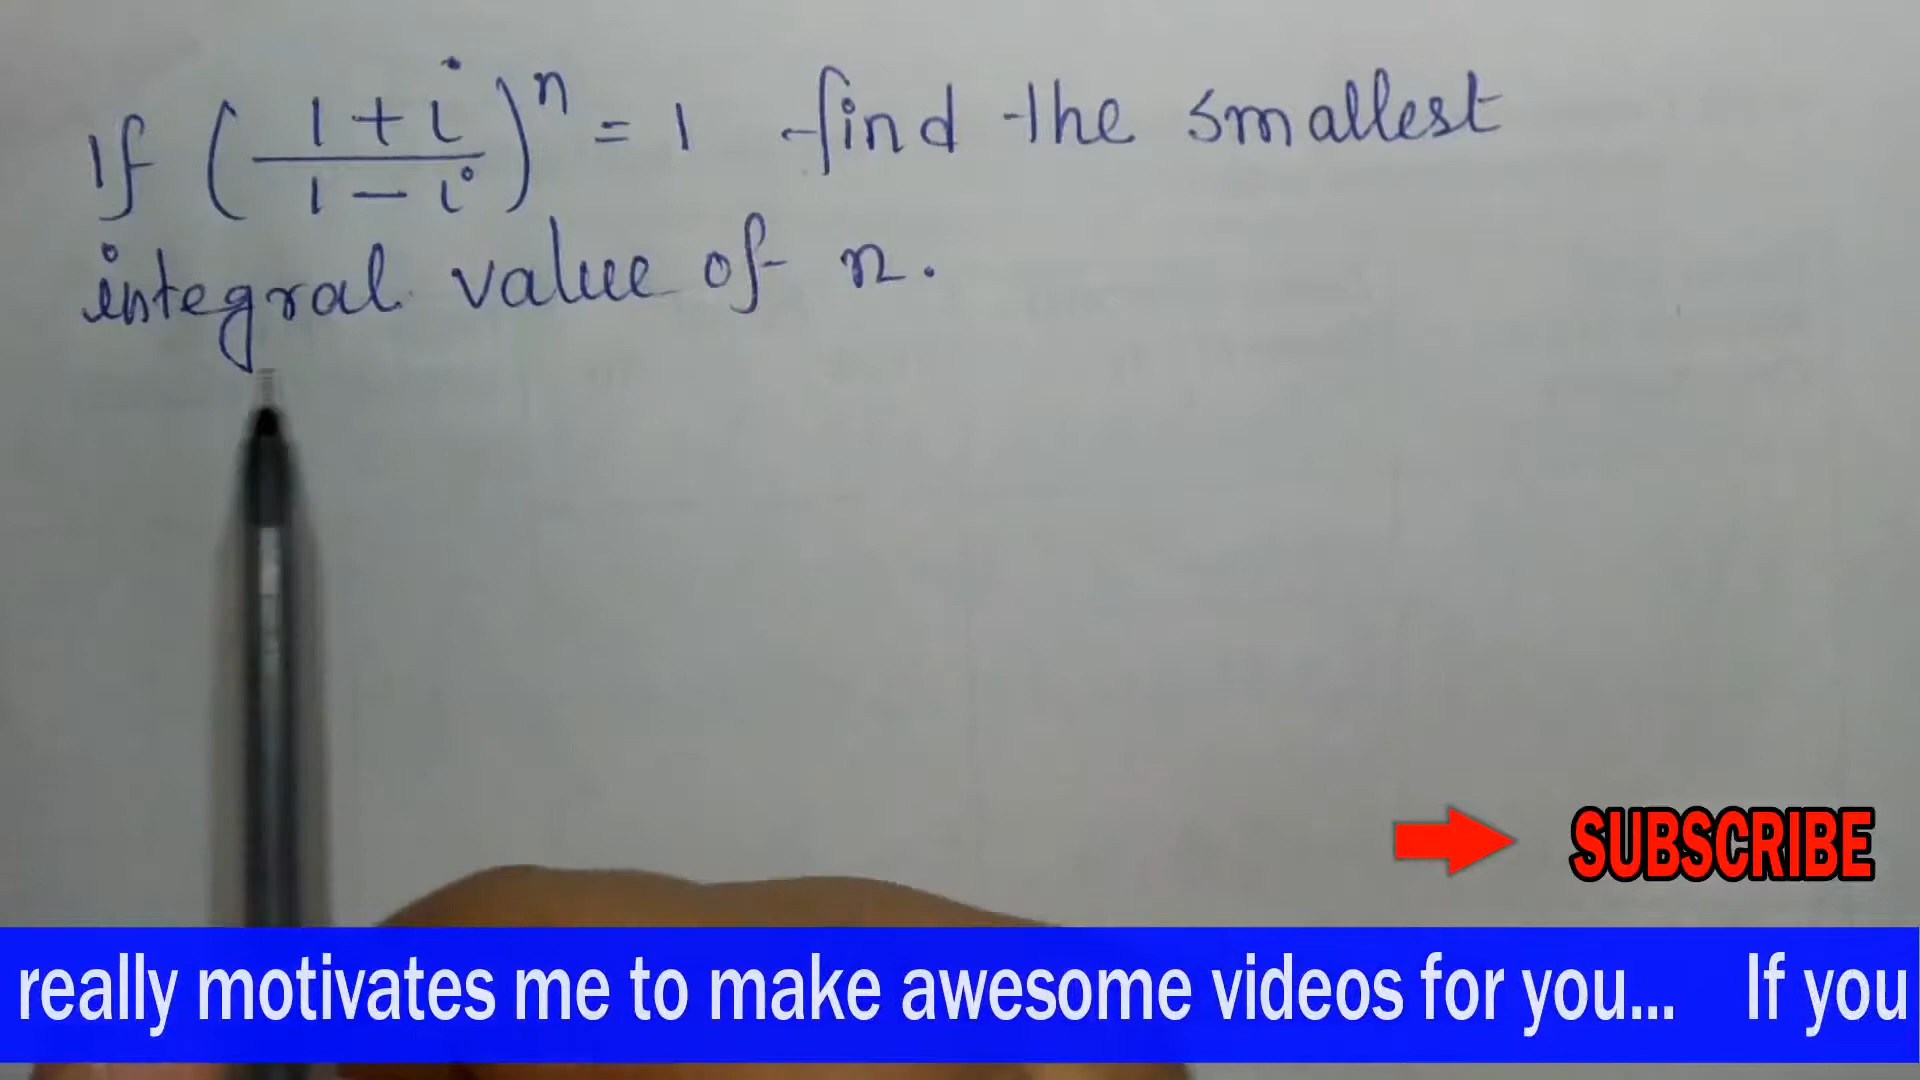 If (1+i/1-i)^n = 1 find the smallest
integral value of n.
SUBSCRIBE
really motivates me to make awesome videos for you... If you